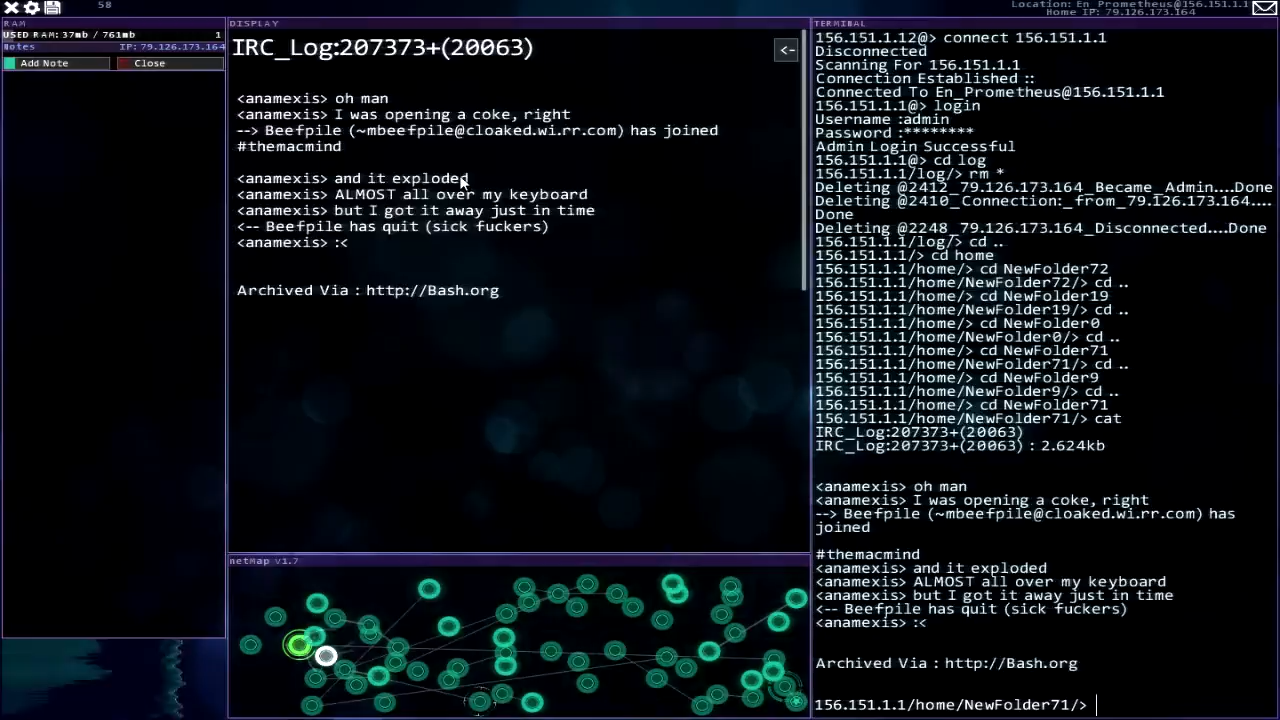 58
Location: En_Prometheus@156.151.1.1
Home IP: 79.126.173.164
RAM
USED RAM: 37mb / 761mb 1
Notes IP: 79.126.173.164
Add Note Close
DISPLAY
IRC_Log:207373+(20063)
<-
<anamexis> oh man
<anamexis> I was opening a coke, right
--> Beefpile (~mbeefpile@cloaked.wi.rr.com) has joined
#themacmind
<anamexis> and it exploded
<anamexis> ALMOST all over my keyboard
<anamexis> but I got it away just in time
<-- Beefpile has quit (sick fuckers)
<anamexis> :<
Archived Via : http://Bash.org
netMap v1.7
TERMINAL
156.151.1.12@> connect 156.151.1.1
Disconnected
Scanning For 156.151.1.1
Connection Established ::
Connected To En_Prometheus@156.151.1.1
156.151.1.1@> login
Username :admin
Password :********
Admin Login Successful
156.151.1.1@> cd log
156.151.1.1/log/> rm *
Deleting @2412_79.126.173.164_Became_Admin....Done
Deleting @2410_Connection:_from_79.126.173.164....
Done
Deleting @2248_79.126.173.164_Disconnected....Done
156.151.1.1/log/> cd ..
156.151.1.1/> cd home
156.151.1.1/home/> cd NewFolder72
156.151.1.1/home/NewFolder72/> cd ..
156.151.1.1/home/> cd NewFolder19
156.151.1.1/home/NewFolder19/> cd ..
156.151.1.1/home/> cd NewFolder0
156.151.1.1/home/NewFolder0/> cd ..
156.151.1.1/home/> cd NewFolder71
156.151.1.1/home/NewFolder71/> cd ..
156.151.1.1/home/> cd NewFolder9
156.151.1.1/home/NewFolder9/> cd ..
156.151.1.1/home/> cd NewFolder71
156.151.1.1/home/NewFolder71/> cat
IRC_Log:207373+(20063)
IRC_Log:207373+(20063) : 2.624kb
<anamexis> oh man
<anamexis> I was opening a coke, right
--> Beefpile (~mbeefpile@cloaked.wi.rr.com) has
joined
#themacmind
<anamexis> and it exploded
<anamexis> ALMOST all over my keyboard
<anamexis> but I got it away just in time
<-- Beefpile has quit (sick fuckers)
<anamexis> :<
Archived Via : http://Bash.org
156.151.1.1/home/NewFolder71/>